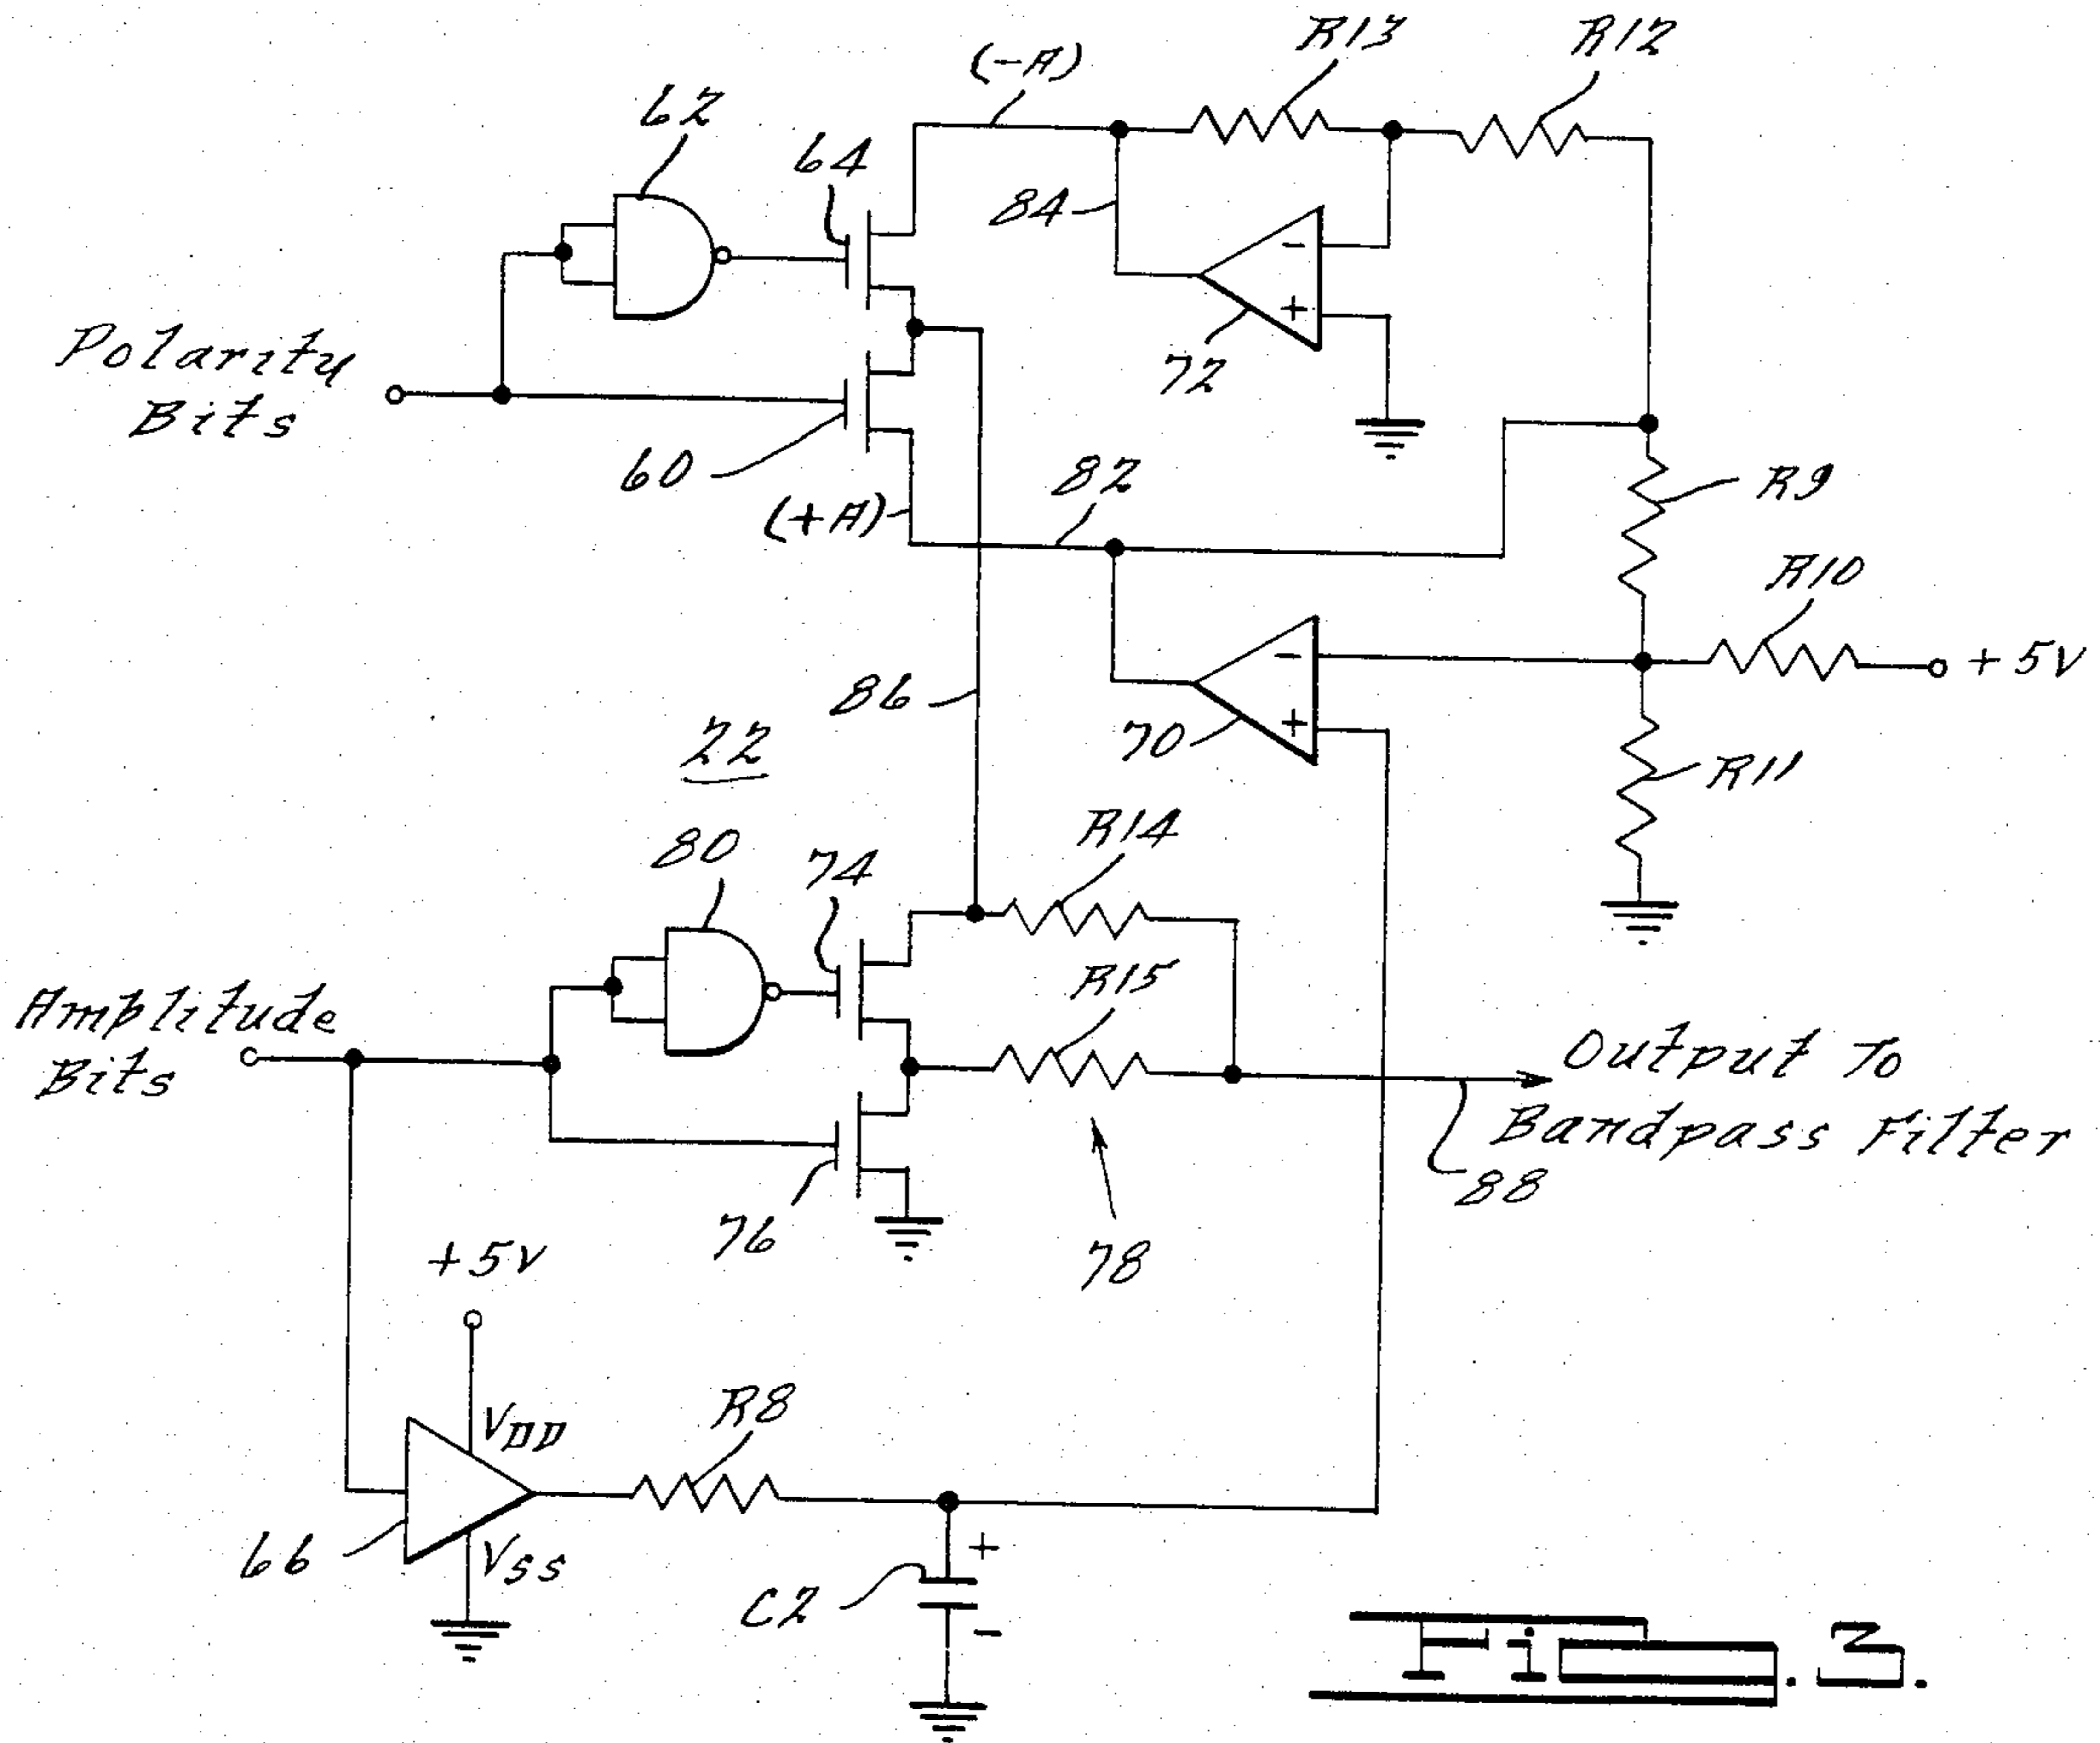 R13
R12
(-A)
62
64
84
Polarity
Bits
72
60
82
(+A)
R9
R10
+5V
86
70
22
R11
R14
80
74
R15
Amplitude
Bits
Output To
Bandpass Filter
88
76
78
+5V
R8
VDD
66
VSS
+
C2
-
-
+
-
+
Fig. 3.